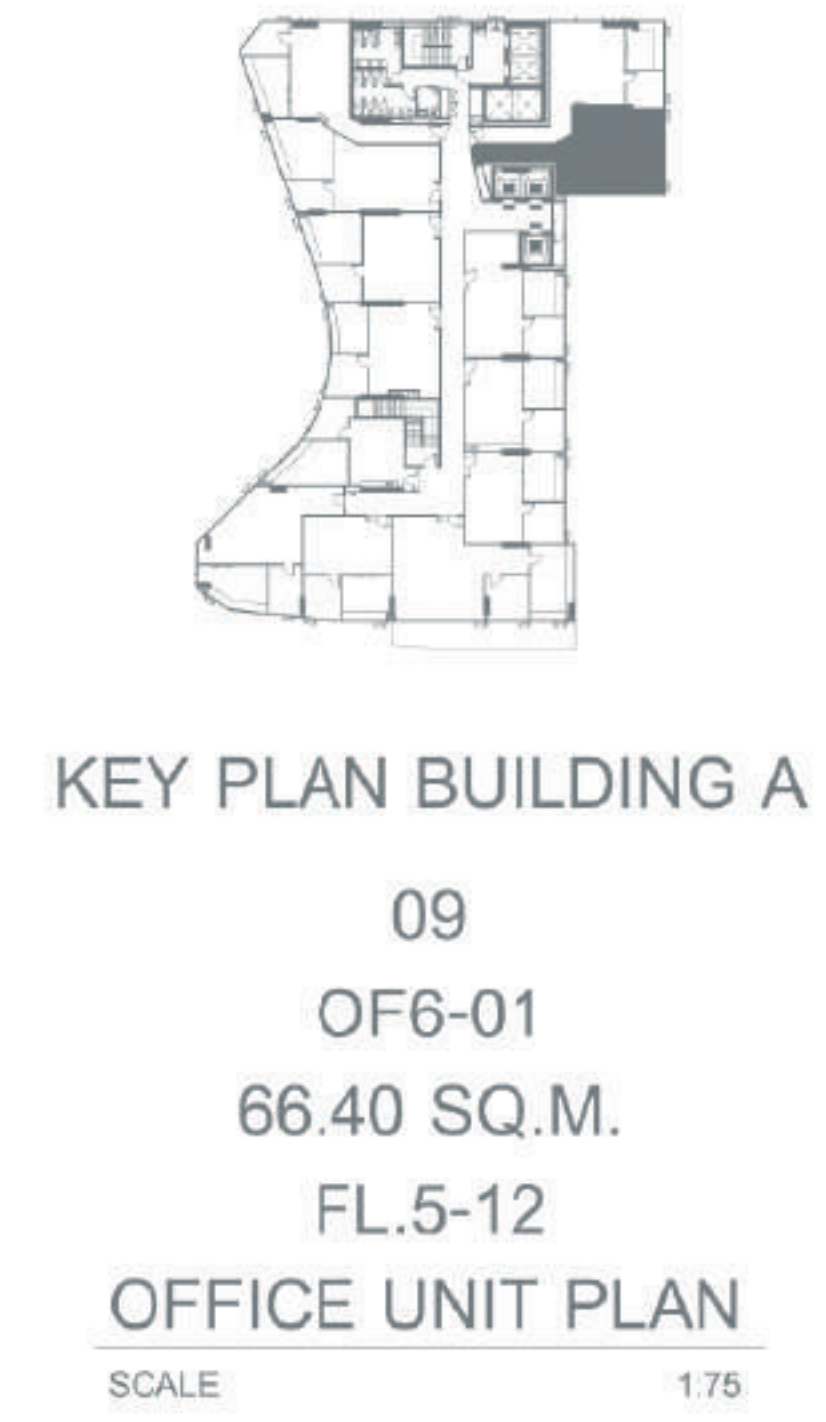 KEY PLAN BUILDING A
09
OF6-01
66.40 SQ.M.
FL.5-12
OFFICE UNIT PLAN
SCALE 1:75